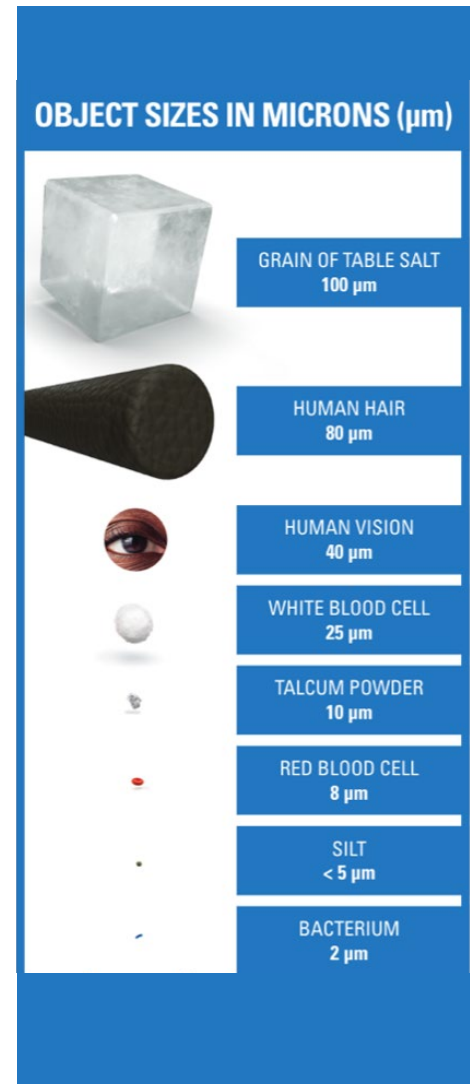 OBJECT SIZES IN MICRONS (µm)
GRAIN OF TABLE SALT
100 µm
HUMAN HAIR
80 µm
HUMAN VISION
40 µm
WHITE BLOOD CELL
25 µm
TALCUM POWDER
10 µm
RED BLOOD CELL
8 µm
SILT
< 5 µm
BACTERIUM
2 µm